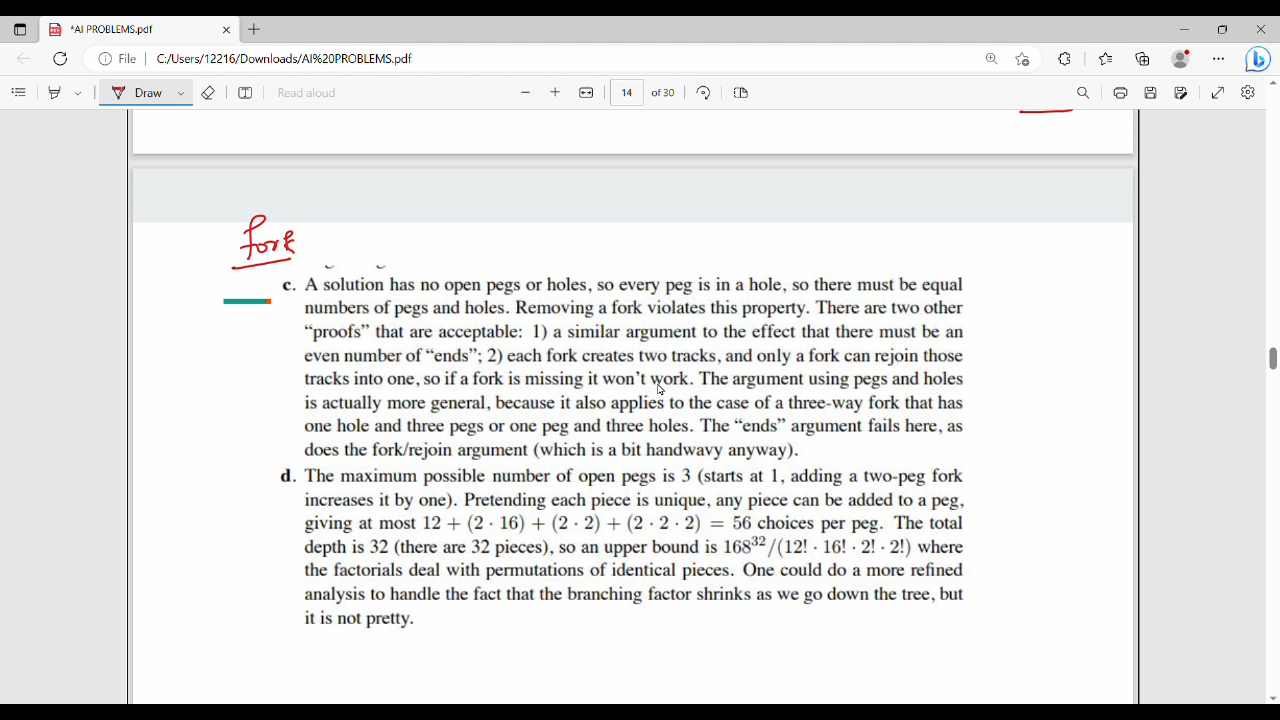 *AI PROBLEMS.pdf
File
C:/Users/12216/Downloads/AI%20PROBLEMS.pdf
Draw
Read aloud
14 of 30
fork
c. A solution has no open pegs or holes, so every peg is in a hole, so there must be equal
numbers of pegs and holes. Removing a fork violates this property. There are two other
“proofs” that are acceptable: 1) a similar argument to the effect that there must be an
even number of “ends”; 2) each fork creates two tracks, and only a fork can rejoin those
tracks into one, so if a fork is missing it won’t work. The argument using pegs and holes
is actually more general, because it also applies to the case of a three-way fork that has
one hole and three pegs or one peg and three holes. The “ends” argument fails here, as
does the fork/rejoin argument (which is a bit handwavy anyway).
d. The maximum possible number of open pegs is 3 (starts at 1, adding a two-peg fork
increases it by one). Pretending each piece is unique, any piece can be added to a peg,
giving at most 12 + (2 · 16) + (2 · 2) + (2 · 2 · 2) = 56 choices per peg. The total
depth is 32 (there are 32 pieces), so an upper bound is 168³²/(12! · 16! · 2! · 2!) where
the factorials deal with permutations of identical pieces. One could do a more refined
analysis to handle the fact that the branching factor shrinks as we go down the tree, but
it is not pretty.